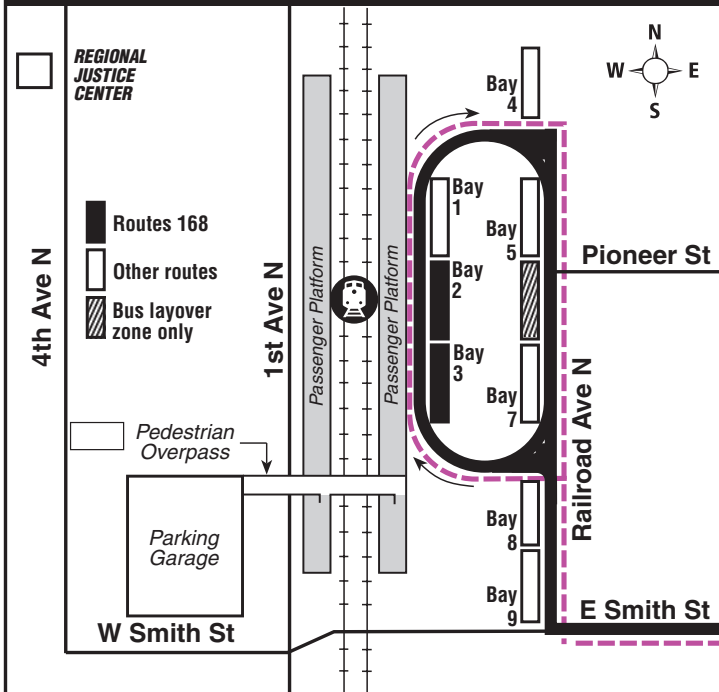 REGIONAL
JUSTICE
CENTER
N
W
E
S
Bay
4
Routes 168
Other routes
Bus layover
zone only
4th Ave N
1st Ave N
Passenger Platform
Passenger Platform
Bay
1
Bay
2
Bay
3
Bay
5
Bay
7
Pioneer St
Railroad Ave N
Pedestrian
Overpass
Parking
Garage
Bay
8
Bay
9
W Smith St
E Smith St